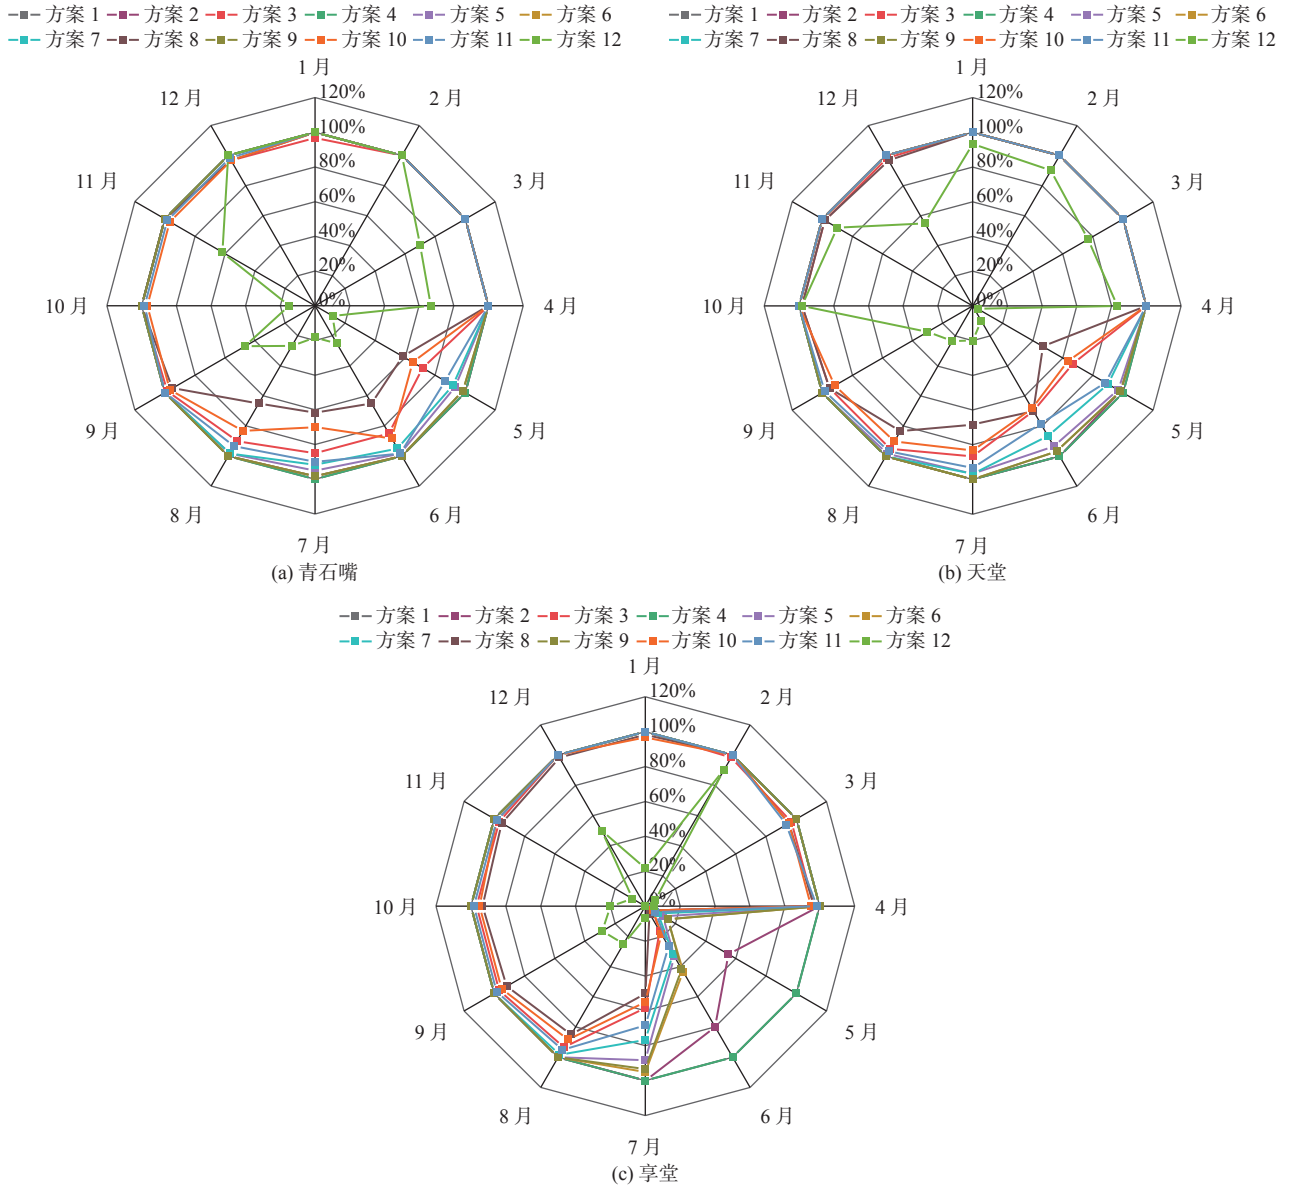 方案 1 方案 2 方案 3 方案 4 方案 5 方案 6
方案 7 方案 8 方案 9 方案 10 方案 11 方案 12
1 月
2 月
3 月
4 月
5 月
6 月
7 月
8 月
9 月
10 月
11 月
12 月
120%
100%
80%
60%
40%
20%
0%
(a) 青石嘴
方案 1 方案 2 方案 3 方案 4 方案 5 方案 6
方案 7 方案 8 方案 9 方案 10 方案 11 方案 12
1 月
2 月
3 月
4 月
5 月
6 月
7 月
8 月
9 月
10 月
11 月
12 月
120%
100%
80%
60%
40%
20%
0%
(b) 天堂
方案 1 方案 2 方案 3 方案 4 方案 5 方案 6
方案 7 方案 8 方案 9 方案 10 方案 11 方案 12
1 月
2 月
3 月
4 月
5 月
6 月
7 月
8 月
9 月
10 月
11 月
12 月
120%
100%
80%
60%
40%
20%
0%
(c) 享堂